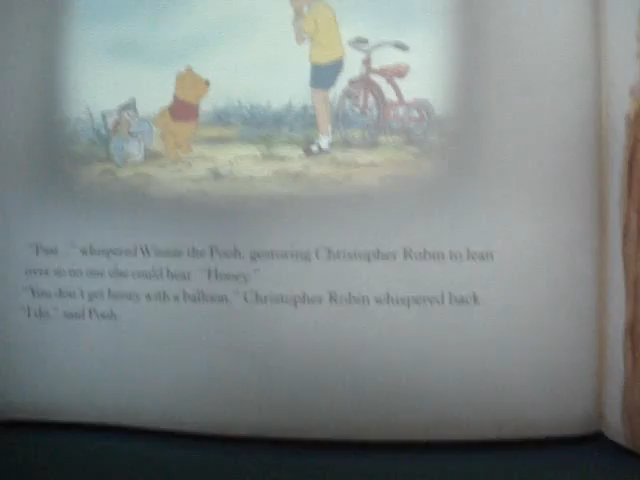 "Psst..." whispered Winnie the Pooh, gesturing Christopher Robin to lean
over so no one else could hear. "Honey."
"You don't get honey with a balloon," Christopher Robin whispered back.
"I do," said Pooh.